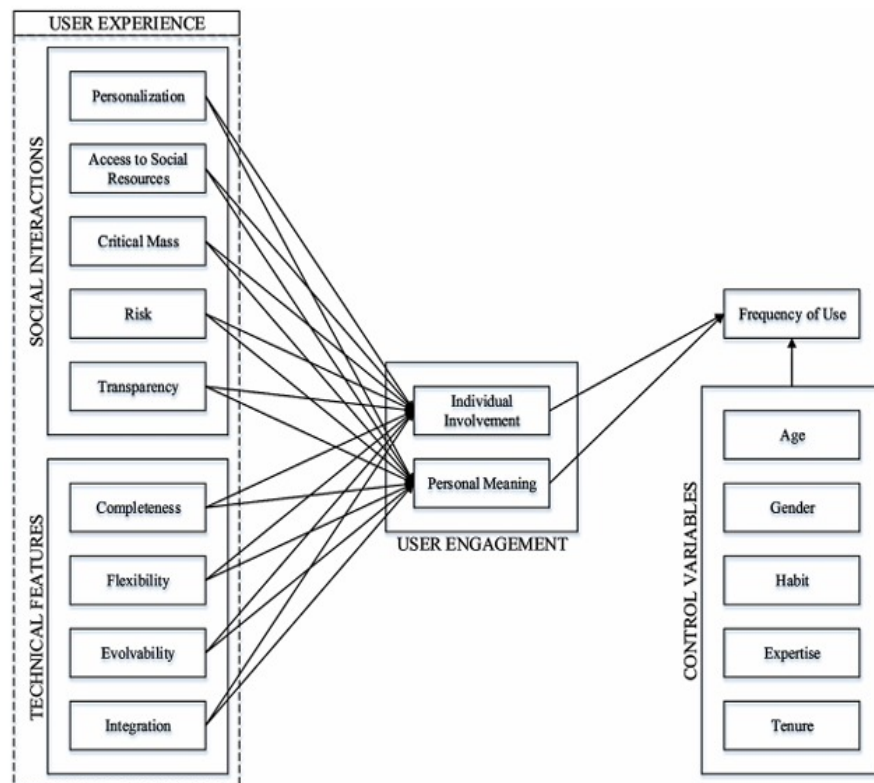 USER EXPERIENCE
SOCIAL INTERACTIONS
Personalization
Access to Social
Resources
Critical Mass
Risk
Transparency
TECHNICAL FEATURES
Completeness
Flexibility
Evolvability
Integration
Individual
Involvement
Personal Meaning
USER ENGAGEMENT
Frequency of Use
CONTROL VARIABLES
Age
Gender
Habit
Expertise
Tenure